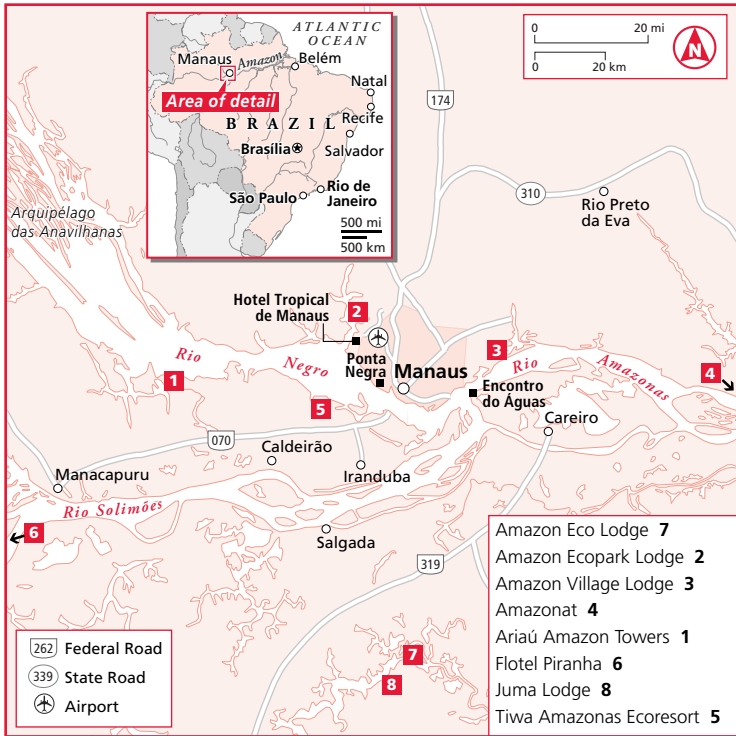 ATLANTIC
OCEAN
Manaus
Amazon
Belém
Area of detail
Natal
Recife
BRAZIL
Brasília
Salvador
São Paulo
Rio de
Janeiro
500 mi
500 km
0 20 mi
0 20 km
N
174
310
Rio Preto
da Eva
Arquipélago
das Anavilhanas
Hotel Tropical
de Manaus
2
3
4
Rio Negro
Ponta
Negra
Manaus
Rio Amazonas
Encontro
do Águas
1
5
Careiro
070
Caldeirão
Manacapuru
Iranduba
Rio Solimões
6
Salgada
319
7
8
262 Federal Road
339 State Road
Airport
Amazon Eco Lodge 7
Amazon Ecopark Lodge 2
Amazon Village Lodge 3
Amazonat 4
Ariaú Amazon Towers 1
Flotel Piranha 6
Juma Lodge 8
Tiwa Amazonas Ecoresort 5